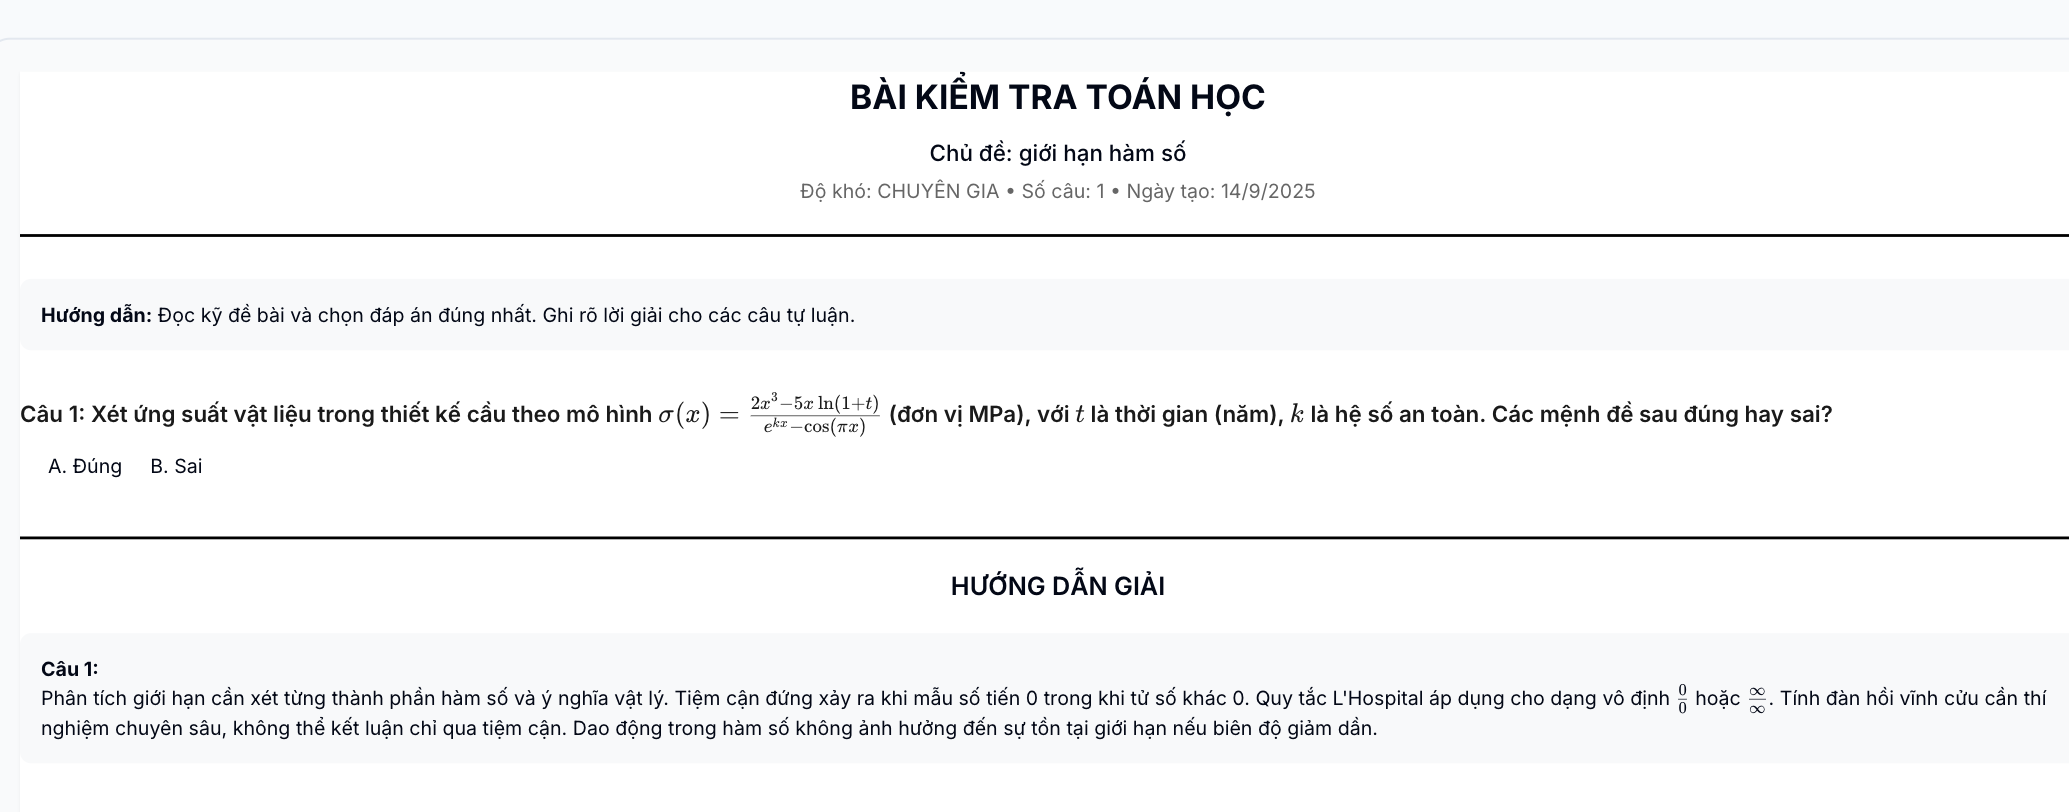 BÀI KIỂM TRA TOÁN HỌC
Chủ đề: giới hạn hàm số
Độ khó: CHUYÊN GIA • Số câu: 1 • Ngày tạo: 14/9/2025
Hướng dẫn: Đọc kỹ đề bài và chọn đáp án đúng nhất. Ghi rõ lời giải cho các câu tự luận.
Câu 1: Xét ứng suất vật liệu trong thiết kế cầu theo mô hình $\sigma(x) = \frac{2x^3-5x\ln(1+t)}{e^{kx}-\cos(\pi x)}$ (đơn vị MPa), với $t$ là thời gian (năm), $k$ là hệ số an toàn. Các mệnh đề sau đúng hay sai?
A. Đúng B. Sai
HƯỚNG DẪN GIẢI
Câu 1:
Phân tích giới hạn cần xét từng thành phần hàm số và ý nghĩa vật lý. Tiệm cận đứng xảy ra khi mẫu số tiến 0 trong khi tử số khác 0. Quy tắc L'Hospital áp dụng cho dạng vô định $\frac{0}{0}$ hoặc $\frac{\infty}{\infty}$. Tính đàn hồi vĩnh cửu cần thí
nghiệm chuyên sâu, không thể kết luận chỉ qua tiệm cận. Dao động trong hàm số không ảnh hưởng đến sự tồn tại giới hạn nếu biên độ giảm dần.